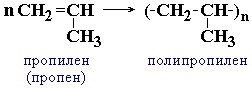 n CH₂ =CH ⟶ (-CH₂-CH-)n
CH₃ CH₃
пропилен полипропилен
(пропен)